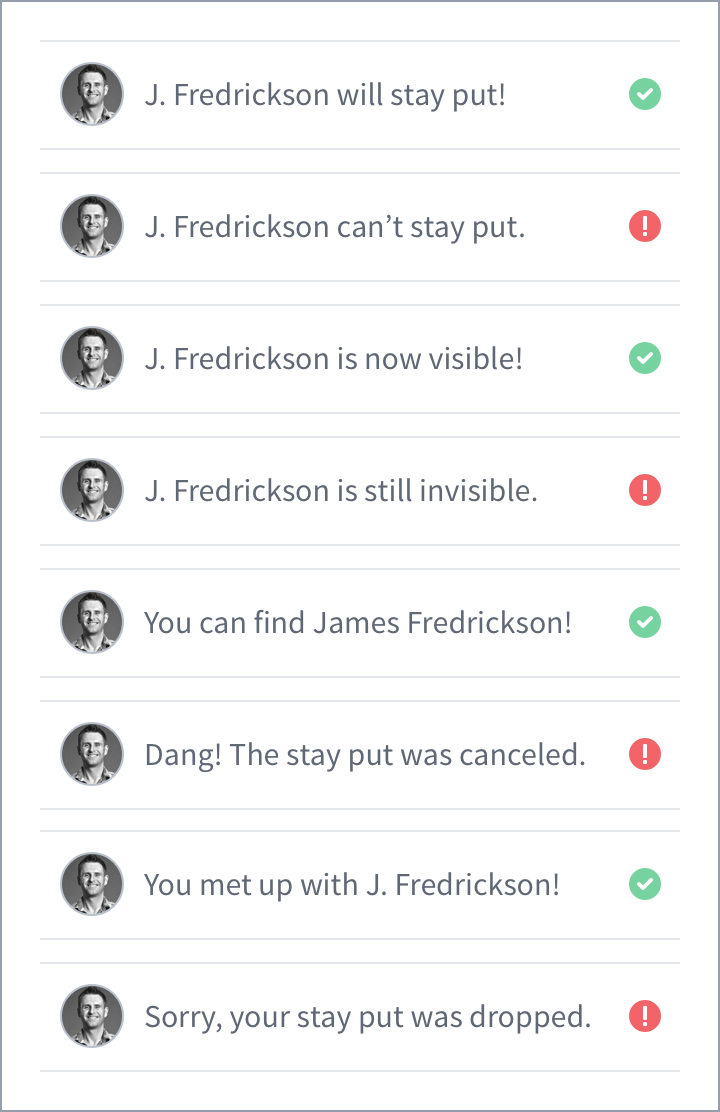 J. Fredrickson will stay put!
J. Fredrickson can’t stay put.
J. Fredrickson is now visible!
J. Fredrickson is still invisible.
You can find James Fredrickson!
Dang! The stay put was canceled.
You met up with J. Fredrickson!
Sorry, your stay put was dropped.